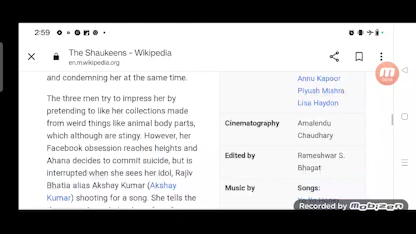 2:59
The Shaukeens - Wikipedia
en.m.wikipedia.org
and condemning her at the same time.
The three men try to impress her by
pretending to like her collections made
from weird things like animal body parts,
which although are stingy. However, her
Facebook obsession reaches heights and
Ahana decides to commit suicide, but is
interrupted when she sees her idol, Rajiv
Bhatia alias Akshay Kumar (Akshay
Kumar) shooting for a song. She tells the
Annu Kapoor
Piyush Mishra
Lisa Haydon
Cinematography
Amalendu
Chaudhary
Edited by
Rameshwar S.
Bhagat
Music by
Songs:
Recorded by Mobizen